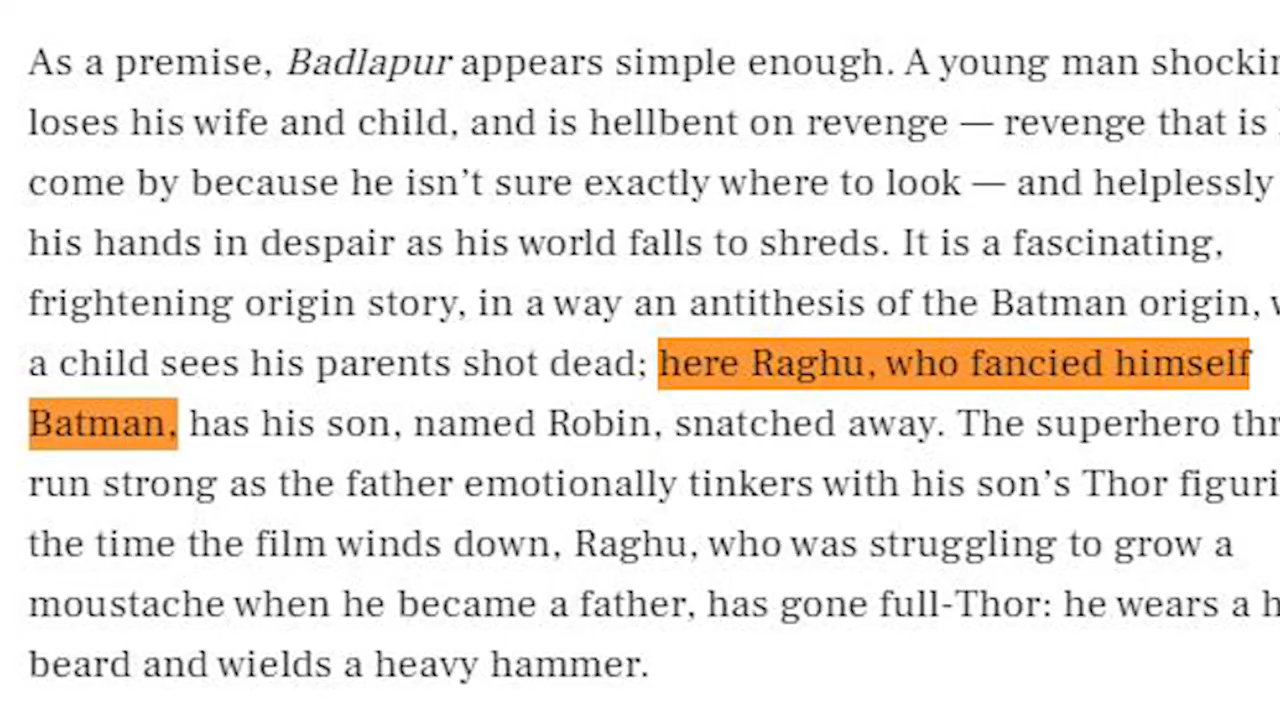 As a premise, Badlapur appears simple enough. A young man
loses his wife and child, and is hellbent on revenge — revenge that is
come by because he isn’t sure exactly where to look — and helplessly
his hands in despair as his world falls to shreds. It is a fascinating,
frightening origin story, in a way an antithesis of the Batman origin,
a child sees his parents shot dead; here Raghu, who fancied himself
Batman, has his son, named Robin, snatched away. The superhero
run strong as the father emotionally tinkers with his son’s Thor
the time the film winds down, Raghu, who was struggling to grow a
moustache when he became a father, has gone full-Thor: he wears a
beard and wields a heavy hammer.